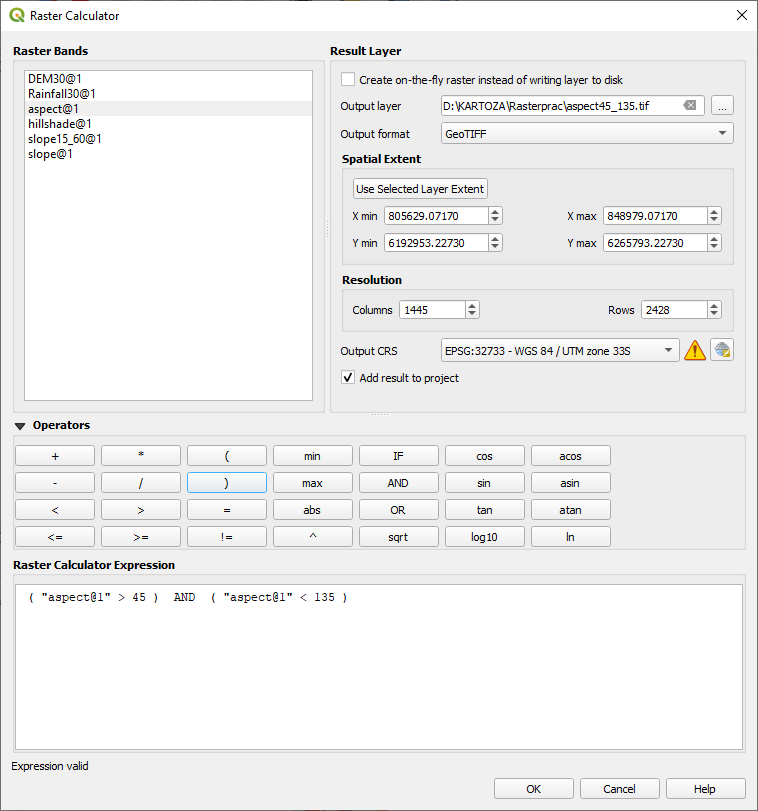 Raster Calculator
Raster Bands
DEM30@1
Rainfall30@1
aspect@1
hillshade@1
slope15_60@1
slope@1
Result Layer
Create on-the-fly raster instead of writing layer to disk
Output layer D:\KARTOZA\Rasterprac\aspect45_135.tif ...
Output format GeoTIFF
Spatial Extent
Use Selected Layer Extent
X min 805629.07170 X max 848979.07170
Y min 6192953.22730 Y max 6265793.22730
Resolution
Columns 1445 Rows 2428
Output CRS EPSG:32733 - WGS 84 / UTM zone 33S
Add result to project
Operators
+ * ( min IF cos acos
- / ) max AND sin asin
< > = abs OR tan atan
<= >= != ^ sqrt log10 ln
Raster Calculator Expression
( "aspect@1" > 45 ) AND ( "aspect@1" < 135 )
Expression valid
OK Cancel Help